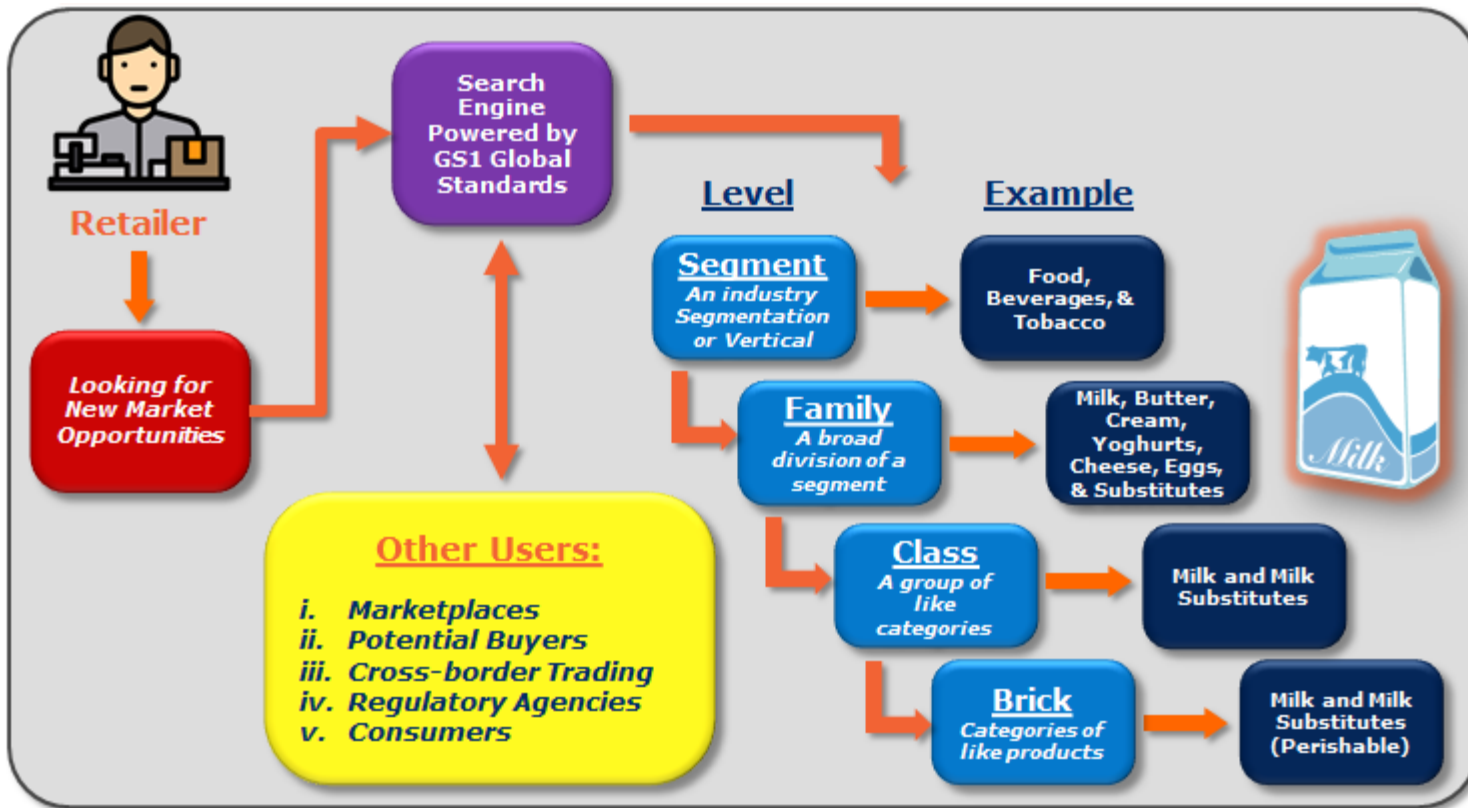 Retailer
Looking for
New Market
Opportunities
Search
Engine
Powered by
GS1 Global
Standards
Other Users:
i. Marketplaces
ii. Potential Buyers
iii. Cross-border Trading
iv. Regulatory Agencies
v. Consumers
Level
Example
Segment
An industry
Segmentation
or Vertical
Food,
Beverages, &
Tobacco
Family
A broad
division of a
segment
Milk, Butter,
Cream,
Yoghurts,
Cheese, Eggs,
& Substitutes
Class
A group of
like
categories
Milk and Milk
Substitutes
Brick
Categories of
like products
Milk and Milk
Substitutes
(Perishable)
Milk